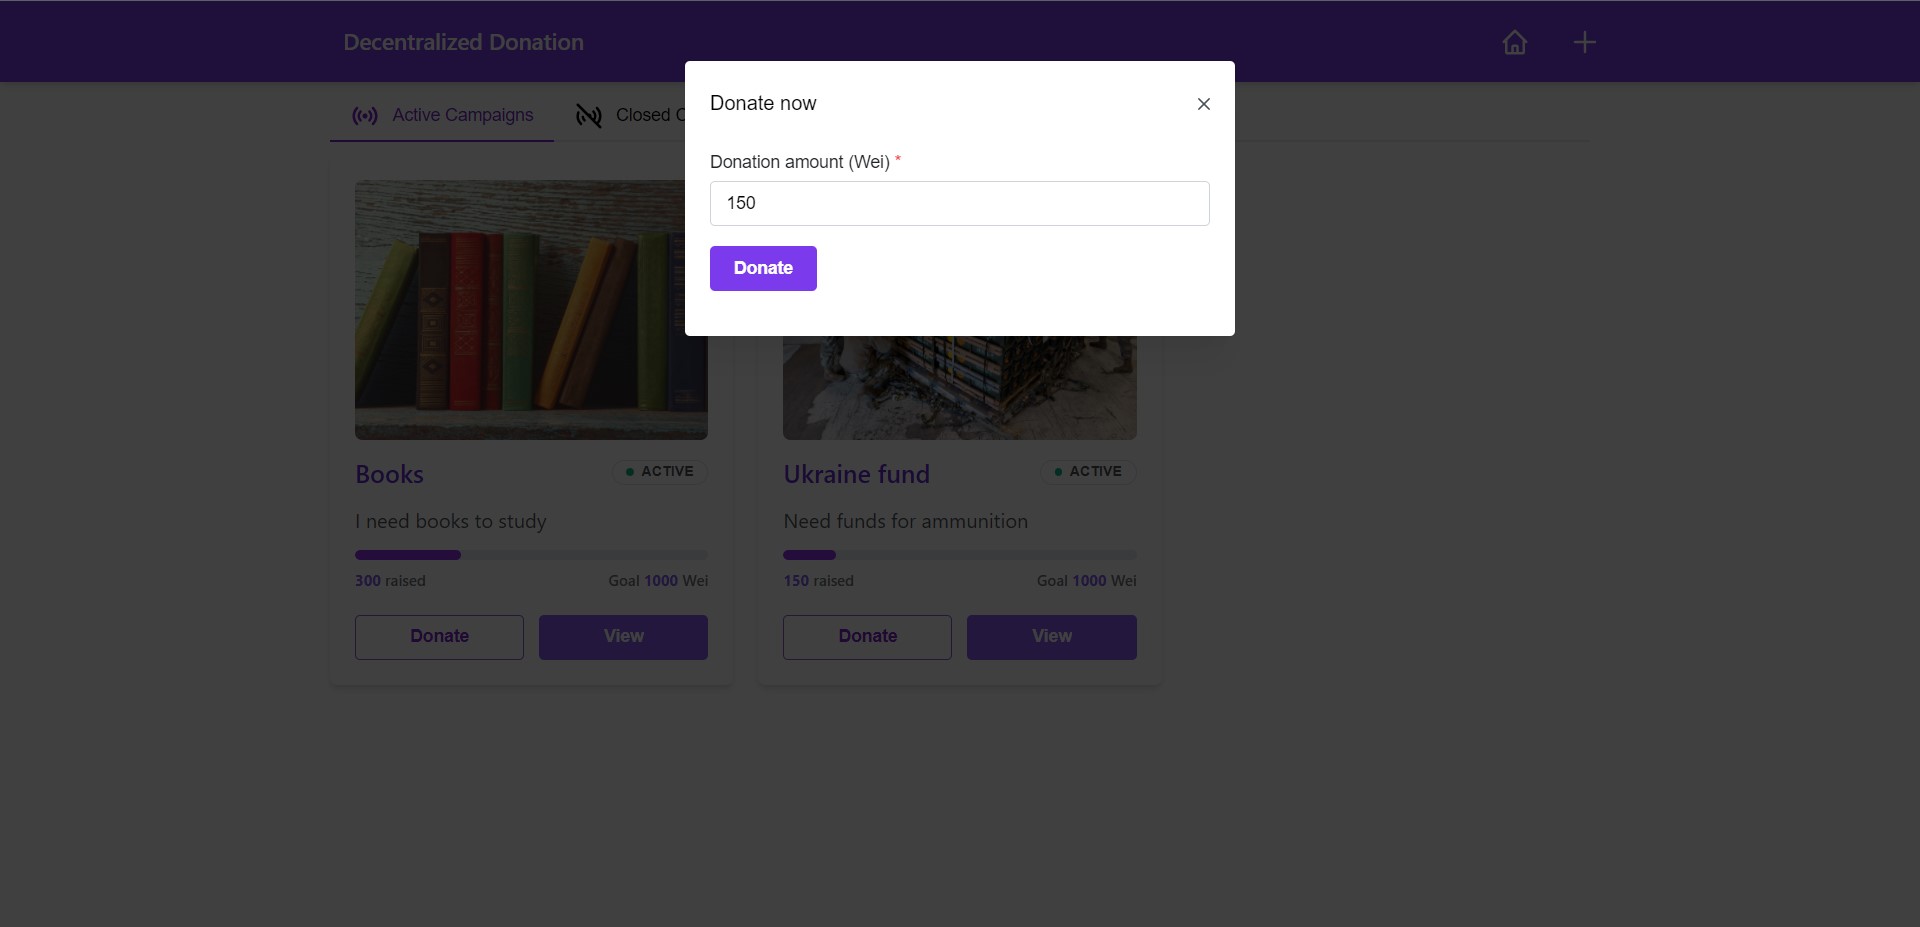 Decentralized Donation
Donate now
Active Campaigns
Closed C
Donation amount (Wei) *
150
Donate
Books
ACTIVE
I need books to study
300 raised
Goal 1000 Wei
Donate
View
Ukraine fund
ACTIVE
Need funds for ammunition
150 raised
Goal 1000 Wei
Donate
View